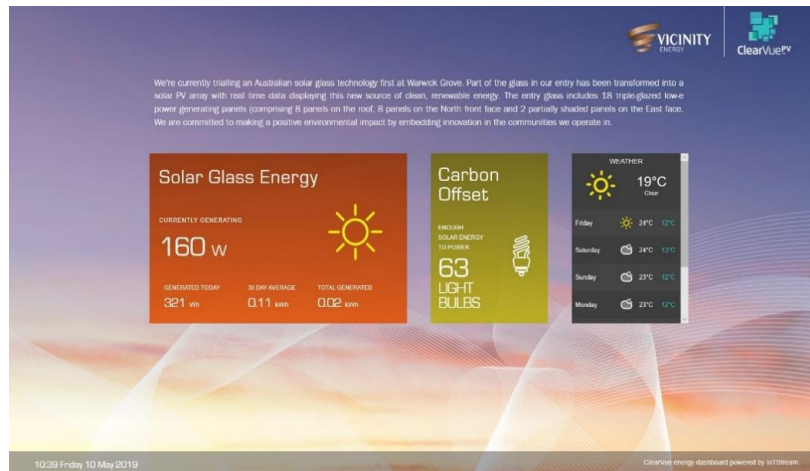 VICINITY
ENERGY
ClearVuePV
We're currently trialling an Australian solar glass technology first at Warwick Grove. Part of the glass in our entry has been transformed into a
solar PV array with real time data displaying this new source of clean, renewable energy. The entry glass includes 18 triple-glazed low-e
power generating panels (comprising 8 panels on the roof, 8 panels on the North front face and 2 partially shaded panels on the East face.
We are committed to making a positive environmental impact by embedding innovation in the communities we operate in.
Solar Glass Energy
CURRENTLY GENERATING
160 W
GENERATED TODAY 30 DAY AVERAGE TOTAL GENERATED
321 Wh 0.11 kWh 0.02 kWh
Carbon
Offset
ENOUGH
SOLAR ENERGY
TO POWER
63
LIGHT
BULBS
WEATHER
19°C
Clear
Friday 24°C 12°C
Saturday 24°C 13°C
Sunday 23°C 12°C
Monday 23°C 12°C
10:39 Friday 10 May 2019
ClearVue energy dashboard powered by IoTStream